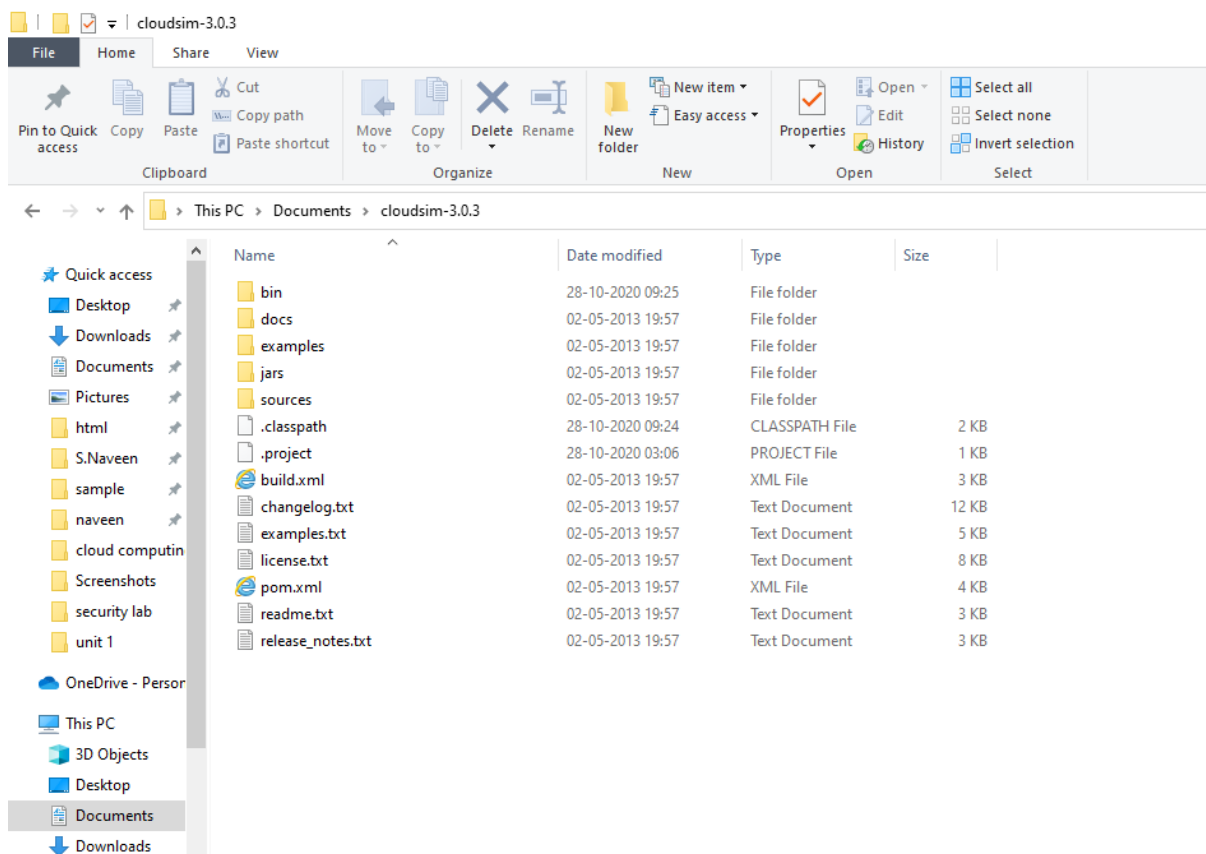 cloudsim-3.0.3
File Home Share View
Pin to Quick access
Copy
Paste
Cut
Copy path
Paste shortcut
Clipboard
Move to
Copy to
Delete
Rename
Organize
New folder
New item
Easy access
New
Properties
Open
Edit
History
Open
Select all
Select none
Invert selection
Select
This PC > Documents > cloudsim-3.0.3
Quick access
Desktop
Downloads
Documents
Pictures
html
S.Naveen
sample
naveen
cloud computin
Screenshots
security lab
unit 1
OneDrive - Person
This PC
3D Objects
Desktop
Documents
Downloads
Name Date modified Type Size
bin 28-10-2020 09:25 File folder
docs 02-05-2013 19:57 File folder
examples 02-05-2013 19:57 File folder
jars 02-05-2013 19:57 File folder
sources 02-05-2013 19:57 File folder
.classpath 28-10-2020 09:24 CLASSPATH File 2 KB
.project 28-10-2020 03:06 PROJECT File 1 KB
build.xml 02-05-2013 19:57 XML File 3 KB
changelog.txt 02-05-2013 19:57 Text Document 12 KB
examples.txt 02-05-2013 19:57 Text Document 5 KB
license.txt 02-05-2013 19:57 Text Document 8 KB
pom.xml 02-05-2013 19:57 XML File 4 KB
readme.txt 02-05-2013 19:57 Text Document 3 KB
release_notes.txt 02-05-2013 19:57 Text Document 3 KB